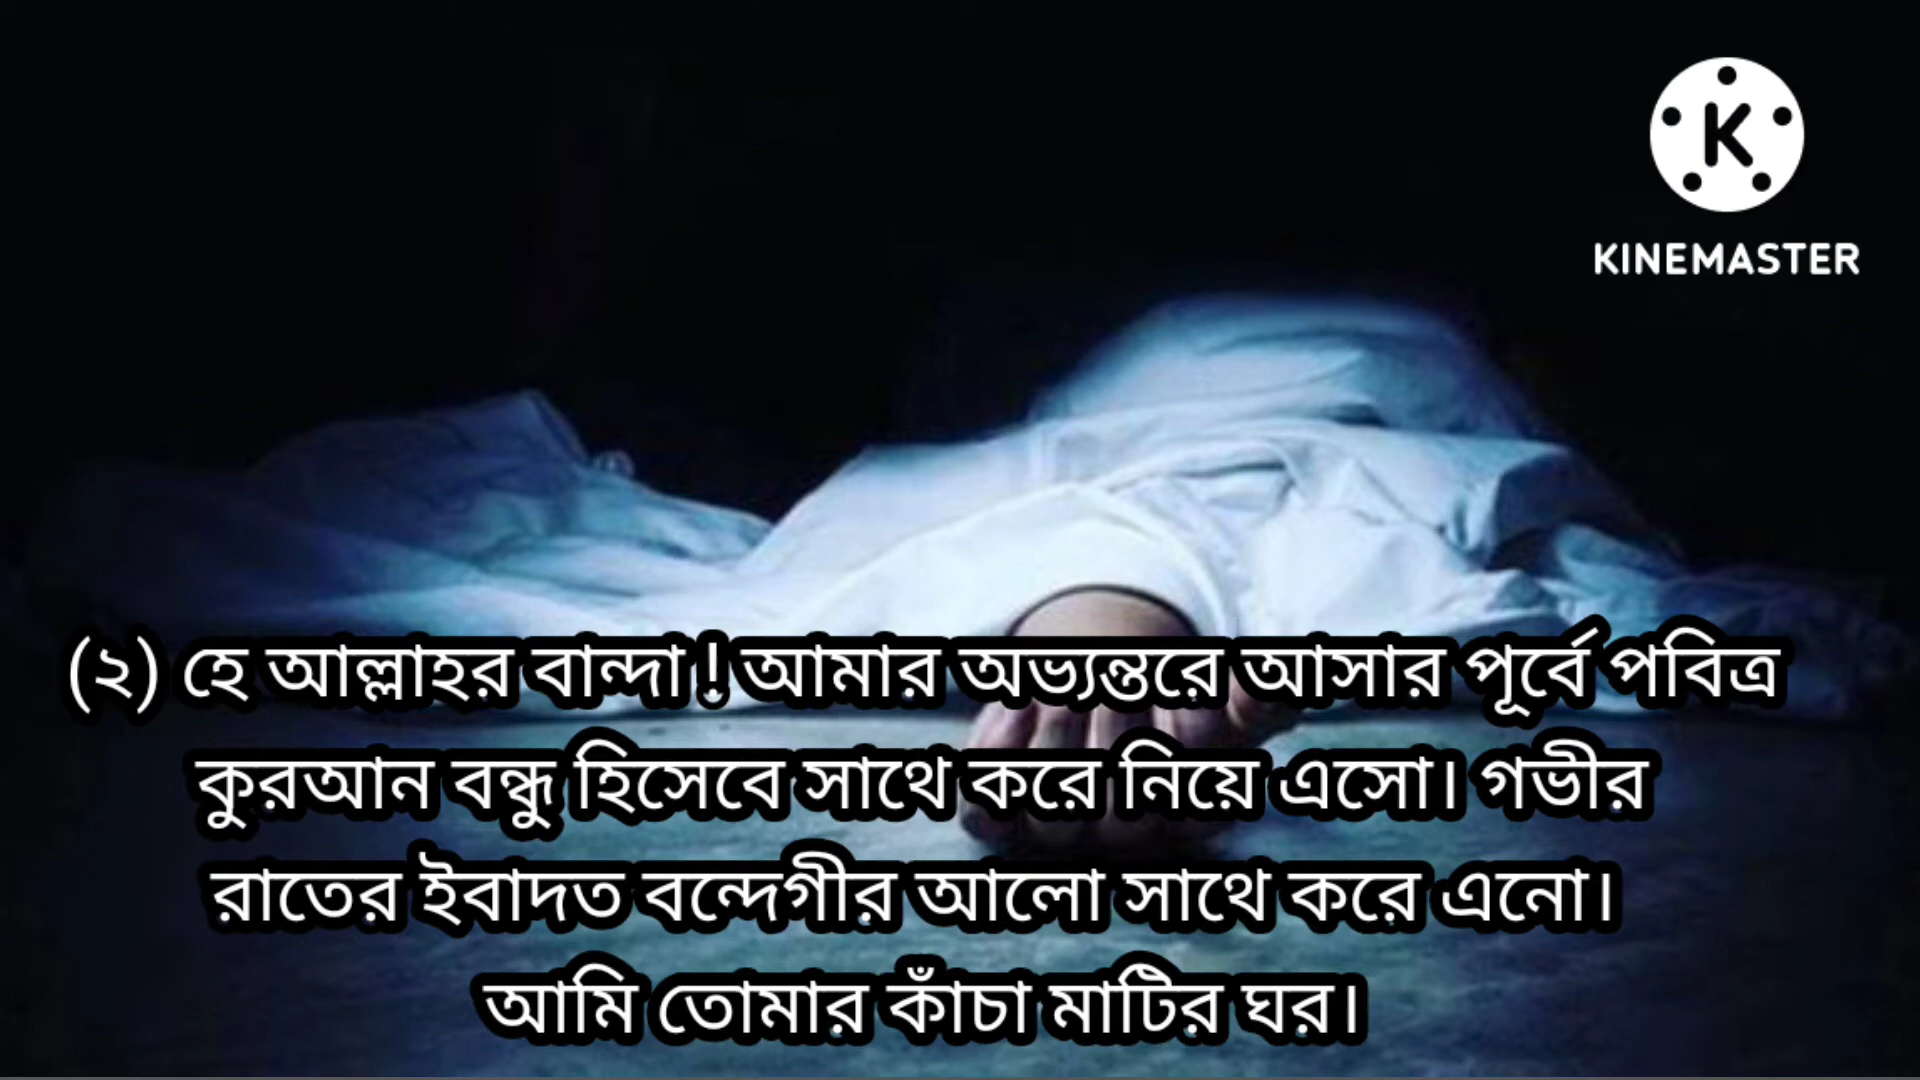 KINEMASTER
(২) হে আল্লাহর বান্দা ! আমার অভ্যন্তরে আসার পূর্বে পবিত্র
কুরআন বন্ধু হিসেবে সাথে করে নিয়ে এসো। গভীর
রাতের ইবাদত বন্দেগীর আলো সাথে করে এনো।
আমি তোমার কাঁচা মাটির ঘর।